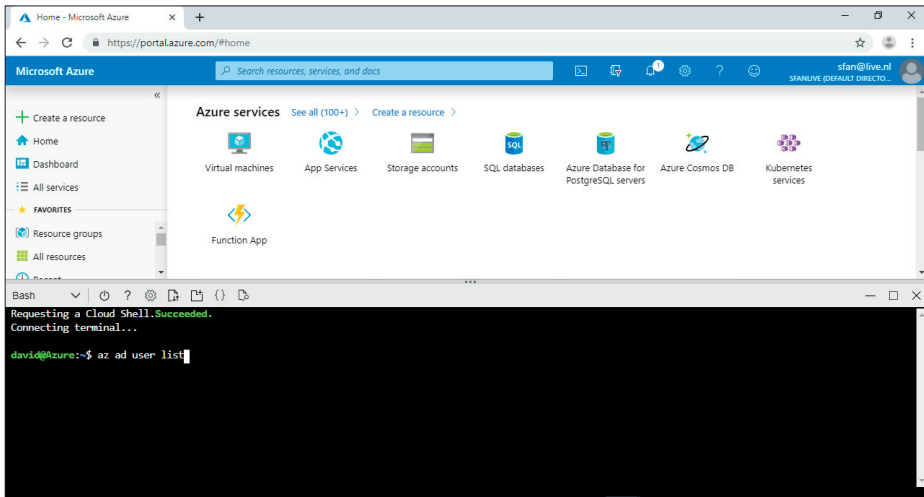 Home - Microsoft Azure
https://portal.azure.com/#home
Microsoft Azure
Search resources, services, and docs
1
sfan@live.nl
SFANLIVE (DEFAULT DIRECTO...
Create a resource
Home
Dashboard
All services
FAVORITES
Resource groups
All resources
Recent
Azure services See all (100+) > Create a resource >
Virtual machines
App Services
Storage accounts
SQL databases
Azure Database for
PostgreSQL servers
Azure Cosmos DB
Kubernetes
services
Function App
Bash
Requesting a Cloud Shell.Succeeded.
Connecting terminal...
david@Azure:~$ az ad user list